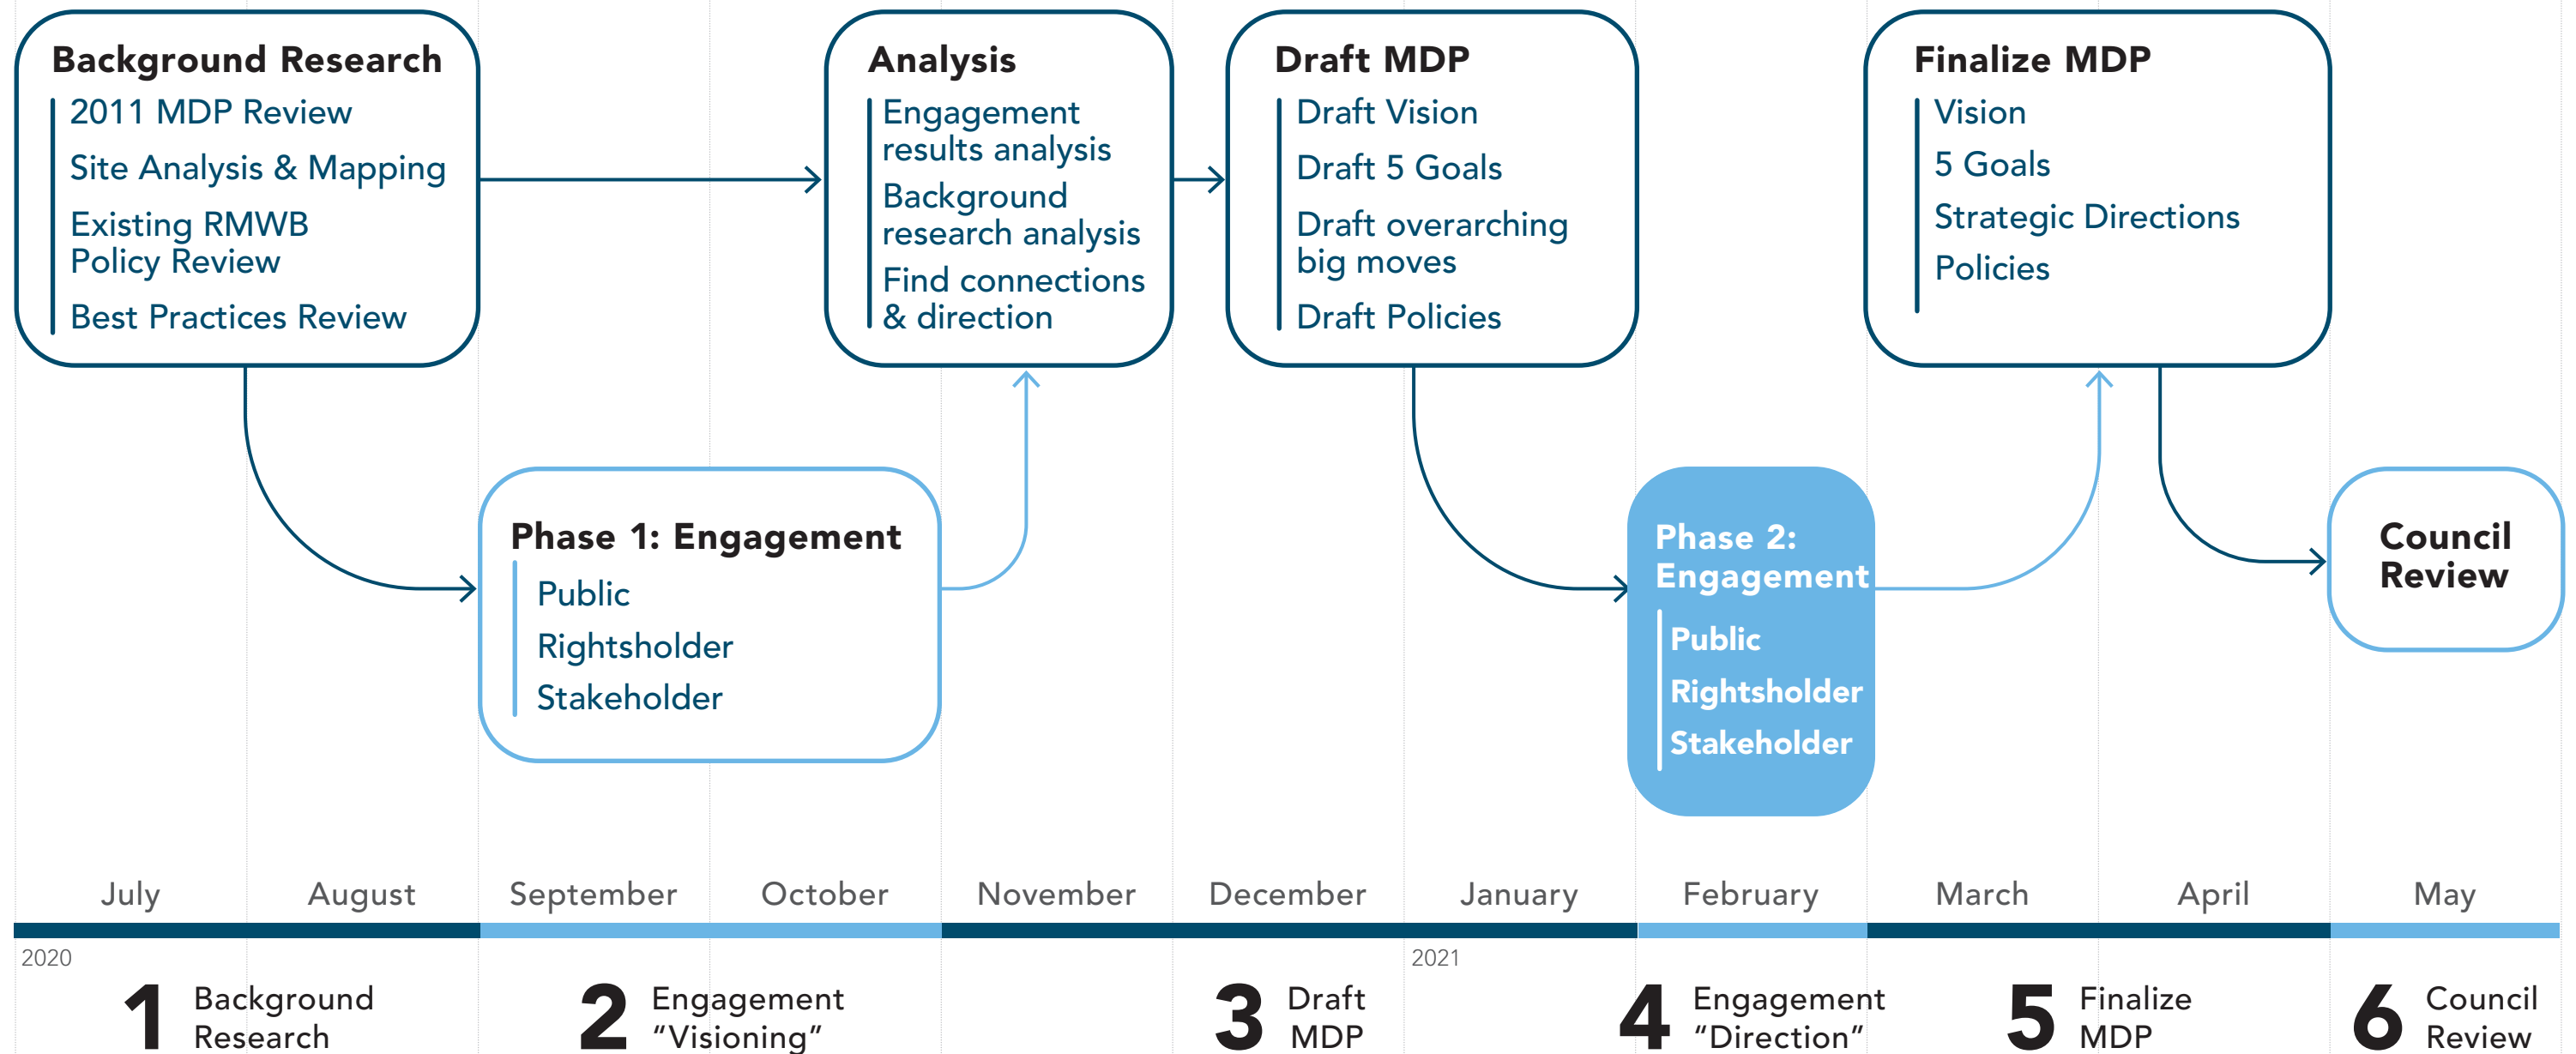 Background Research
2011 MDP Review
Site Analysis & Mapping
Existing RMWB
Policy Review
Best Practices Review
Analysis
Engagement
results analysis
Background
research analysis
Find connections
& direction
Draft MDP
Draft Vision
Draft 5 Goals
Draft overarching
big moves
Draft Policies
Finalize MDP
Vision
5 Goals
Strategic Directions
Policies
Phase 1: Engagement
Public
Rightsholder
Stakeholder
Phase 2:
Engagement
Public
Rightsholder
Stakeholder
Council
Review
July
August
September
October
November
December
January
February
March
April
May
2020
2021
1 Background
Research
2 Engagement
“Visioning”
3 Draft
MDP
4 Engagement
“Direction”
5 Finalize
MDP
6 Council
Review